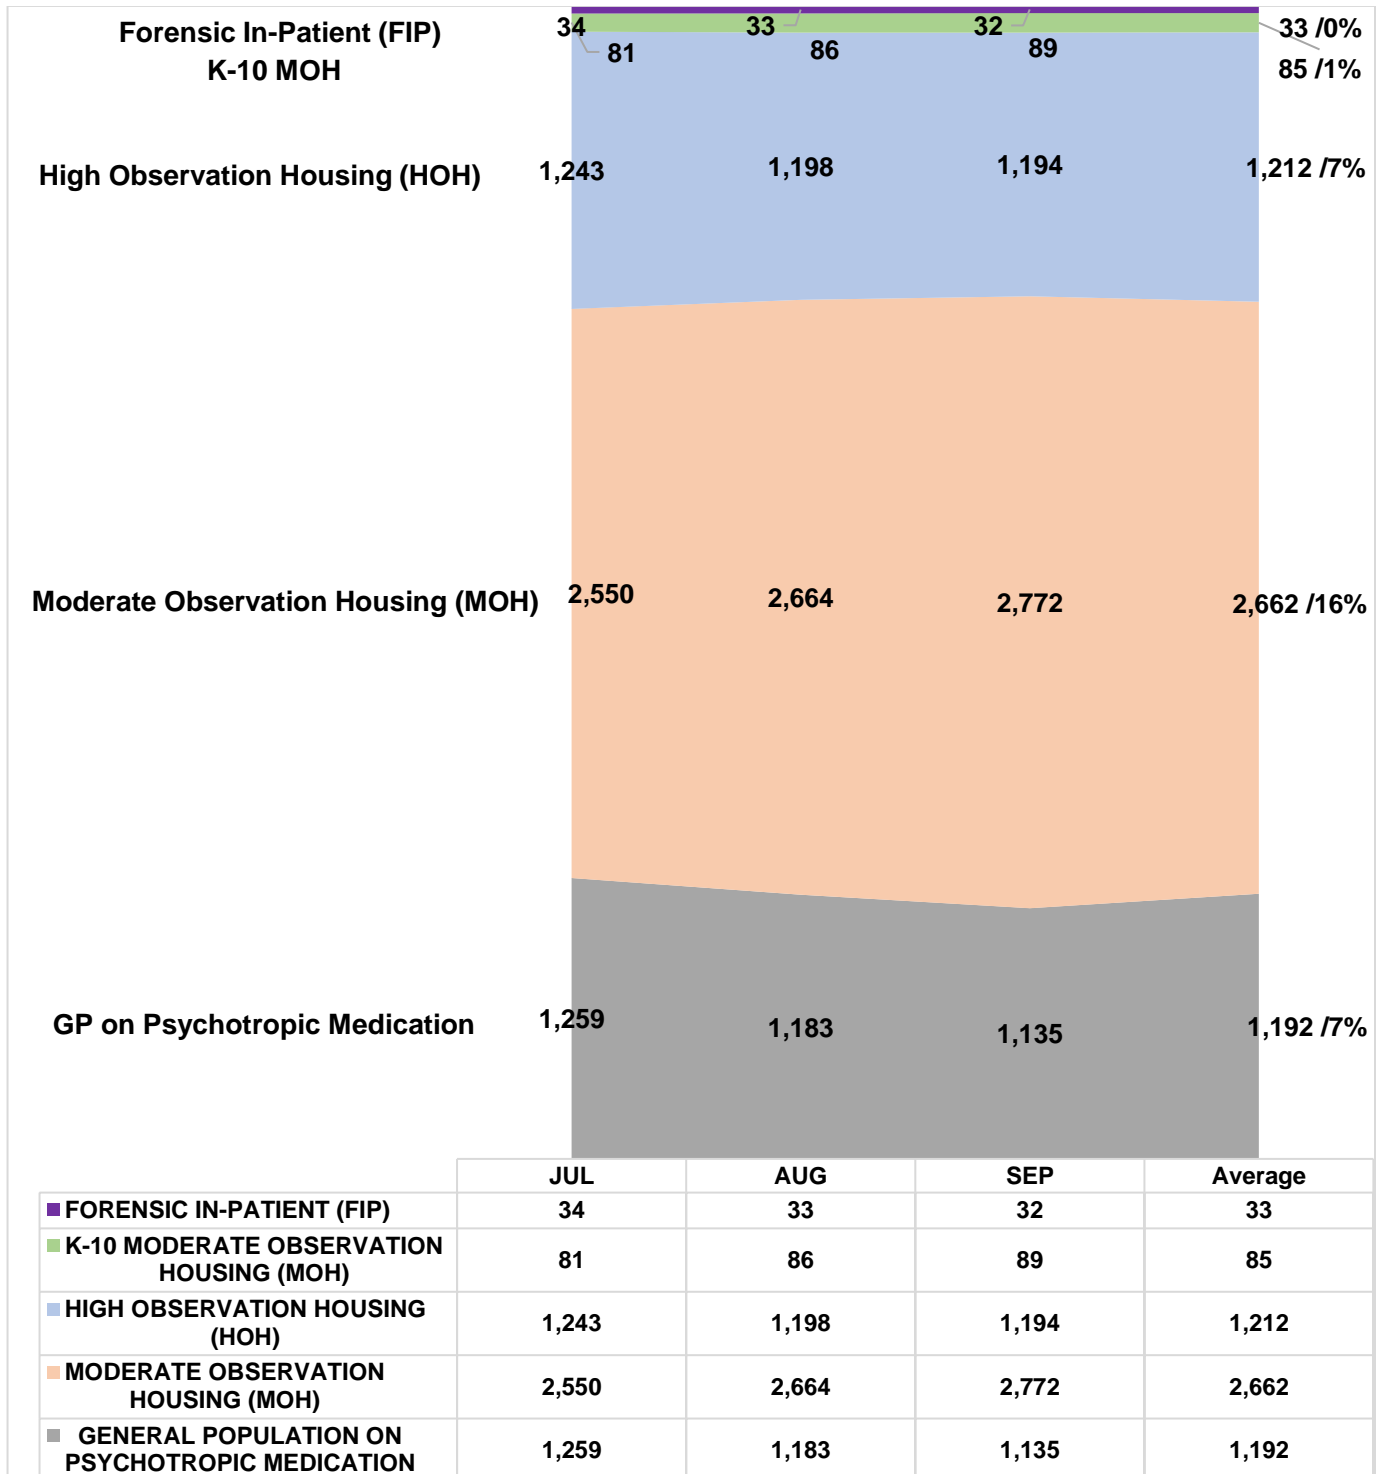 Forensic In-Patient (FIP) 34 33 32 33 /0%
K-10 MOH 81 86 89 85 /1%
High Observation Housing (HOH) 1,243 1,198 1,194 1,212 /7%
Moderate Observation Housing (MOH) 2,550 2,664 2,772 2,662 /16%
GP on Psychotropic Medication 1,259 1,183 1,135 1,192 /7%
JUL AUG SEP Average
FORENSIC IN-PATIENT (FIP) 34 33 32 33
K-10 MODERATE OBSERVATION
HOUSING (MOH) 81 86 89 85
HIGH OBSERVATION HOUSING
(HOH) 1,243 1,198 1,194 1,212
MODERATE OBSERVATION
HOUSING (MOH) 2,550 2,664 2,772 2,662
GENERAL POPULATION ON
PSYCHOTROPIC MEDICATION 1,259 1,183 1,135 1,192